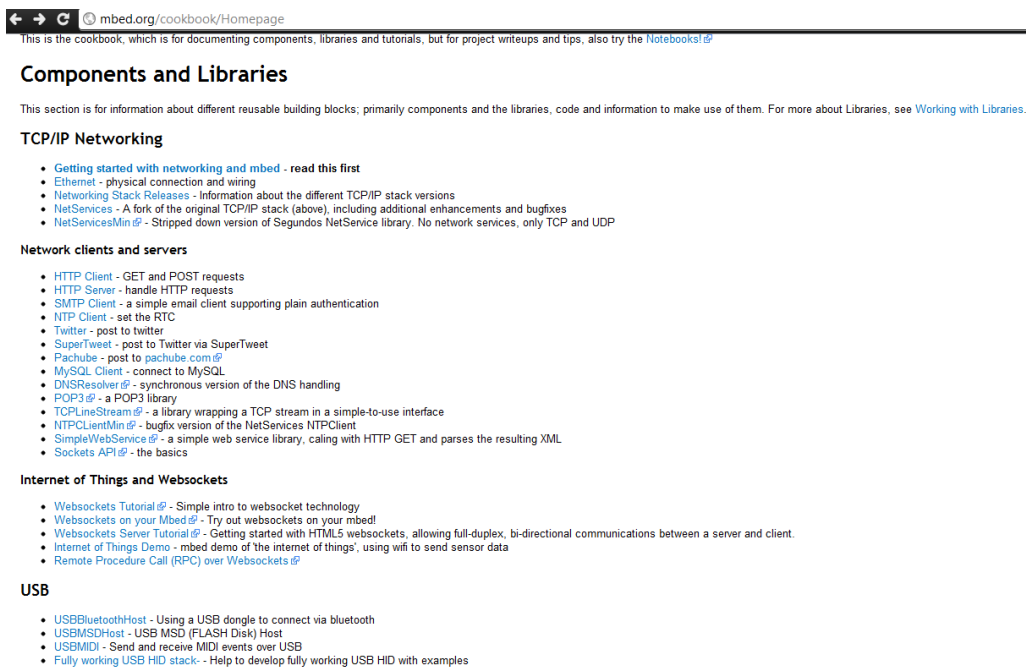 mbed.org/cookbook/Homepage
This is the cookbook, which is for documenting components, libraries and tutorials, but for project writeups and tips, also try the Notebooks!
Components and Libraries
This section is for information about different reusable building blocks; primarily components and the libraries, code and information to make use of them. For more about Libraries, see Working with Libraries.
TCP/IP Networking
• Getting started with networking and mbed - read this first
• Ethernet - physical connection and wiring
• Networking Stack Releases - Information about the different TCP/IP stack versions
• NetServices - A fork of the original TCP/IP stack (above), including additional enhancements and bugfixes
• NetServicesMin - Stripped down version of Segundos NetService library. No network services, only TCP and UDP
Network clients and servers
• HTTP Client - GET and POST requests
• HTTP Server - handle HTTP requests
• SMTP Client - a simple email client supporting plain authentication
• NTP Client - set the RTC
• Twitter - post to twitter
• SuperTweet - post to Twitter via SuperTweet
• Pachube - post to pachube.com
• MySQL Client - connect to MySQL
• DNSResolver - synchronous version of the DNS handling
• POP3 - a POP3 library
• TCPLineStream - a library wrapping a TCP stream in a simple-to-use interface
• NTPCLientMin - bugfix version of the NetServices NTPClient
• SimpleWebService - a simple web service library, caling with HTTP GET and parses the resulting XML
• Sockets API - the basics
Internet of Things and Websockets
• Websockets Tutorial - Simple intro to websocket technology
• Websockets on your Mbed - Try out websockets on your mbed!
• Websockets Server Tutorial - Getting started with HTML5 websockets, allowing full-duplex, bi-directional communications between a server and client.
• Internet of Things Demo - mbed demo of 'the internet of things', using wifi to send sensor data
• Remote Procedure Call (RPC) over Websockets
USB
• USBBluetoothHost - Using a USB dongle to connect via bluetooth
• USBMSDHost - USB MSD (FLASH Disk) Host
• USBMIDI - Send and receive MIDI events over USB
• Fully working USB HID stack- - Help to develop fully working USB HID with examples